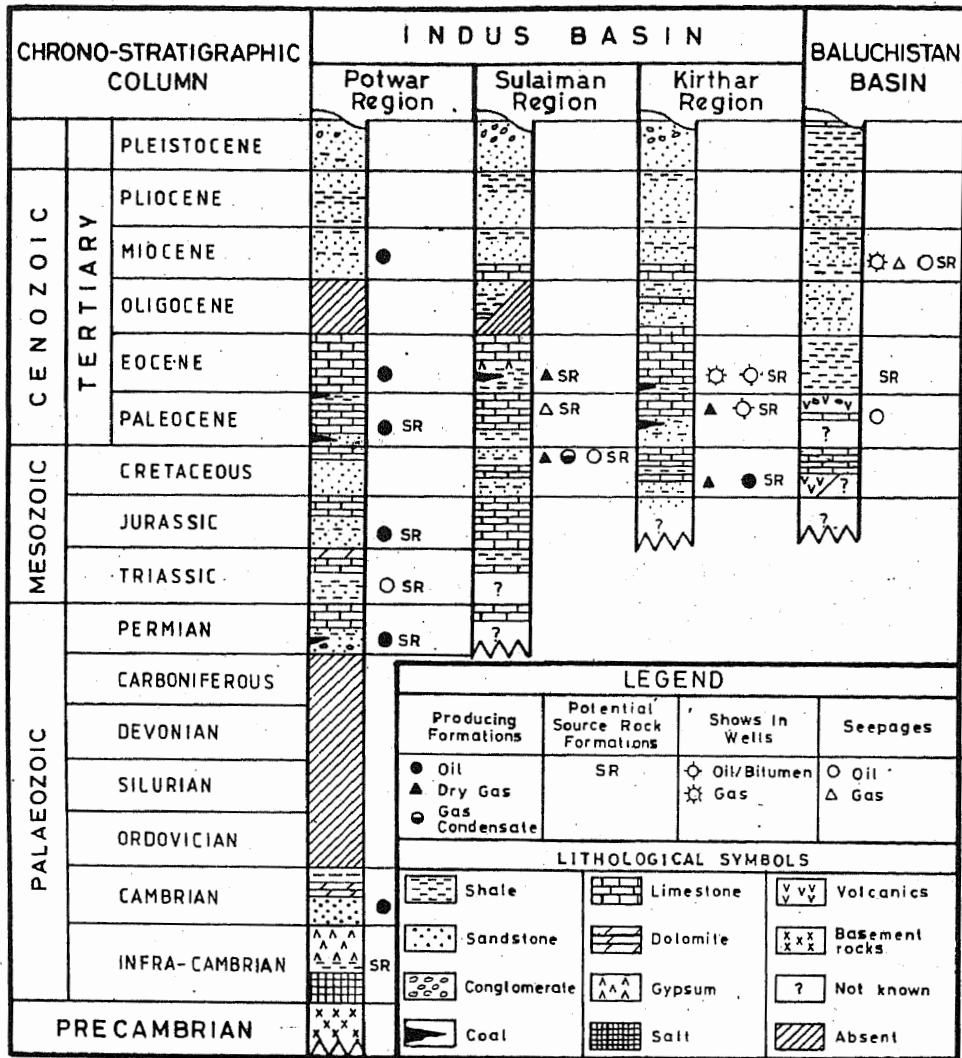 CHRONO-STRATIGRAPHIC
COLUMN
INDUS BASIN
Potwar
Region
Sulaiman
Region
Kirthar
Region
BALUCHISTAN
BASIN
CENOZOIC
TERTIARY
PLEISTOCENE
PLIOCENE
MIOCENE
SR
OLIGOCENE
EOCENE
SR
SR
SR
PALEOCENE
SR
SR
SR
?
MESOZOIC
CRETACEOUS
SR
SR
?
JURASSIC
SR
?
?
TRIASSIC
SR
?
PALAEOZOIC
PERMIAN
SR
?
CARBONIFEROUS
DEVONIAN
SILURIAN
ORDOVICIAN
CAMBRIAN
INFRA-CAMBRIAN
SR
PRECAMBRIAN
LEGEND
Producing
Formations
Potential
Source Rock
Formations
Shows In
Wells
Seepages
Oil
Dry Gas
Gas
Condensate
SR
Oil/Bitumen
Gas
Oil
Gas
LITHOLOGICAL SYMBOLS
Shale
Limestone
Volcanics
Sandstone
Dolomite
Basement
rocks
Conglomerate
Gypsum
? Not known
Coal
Salt
Absent